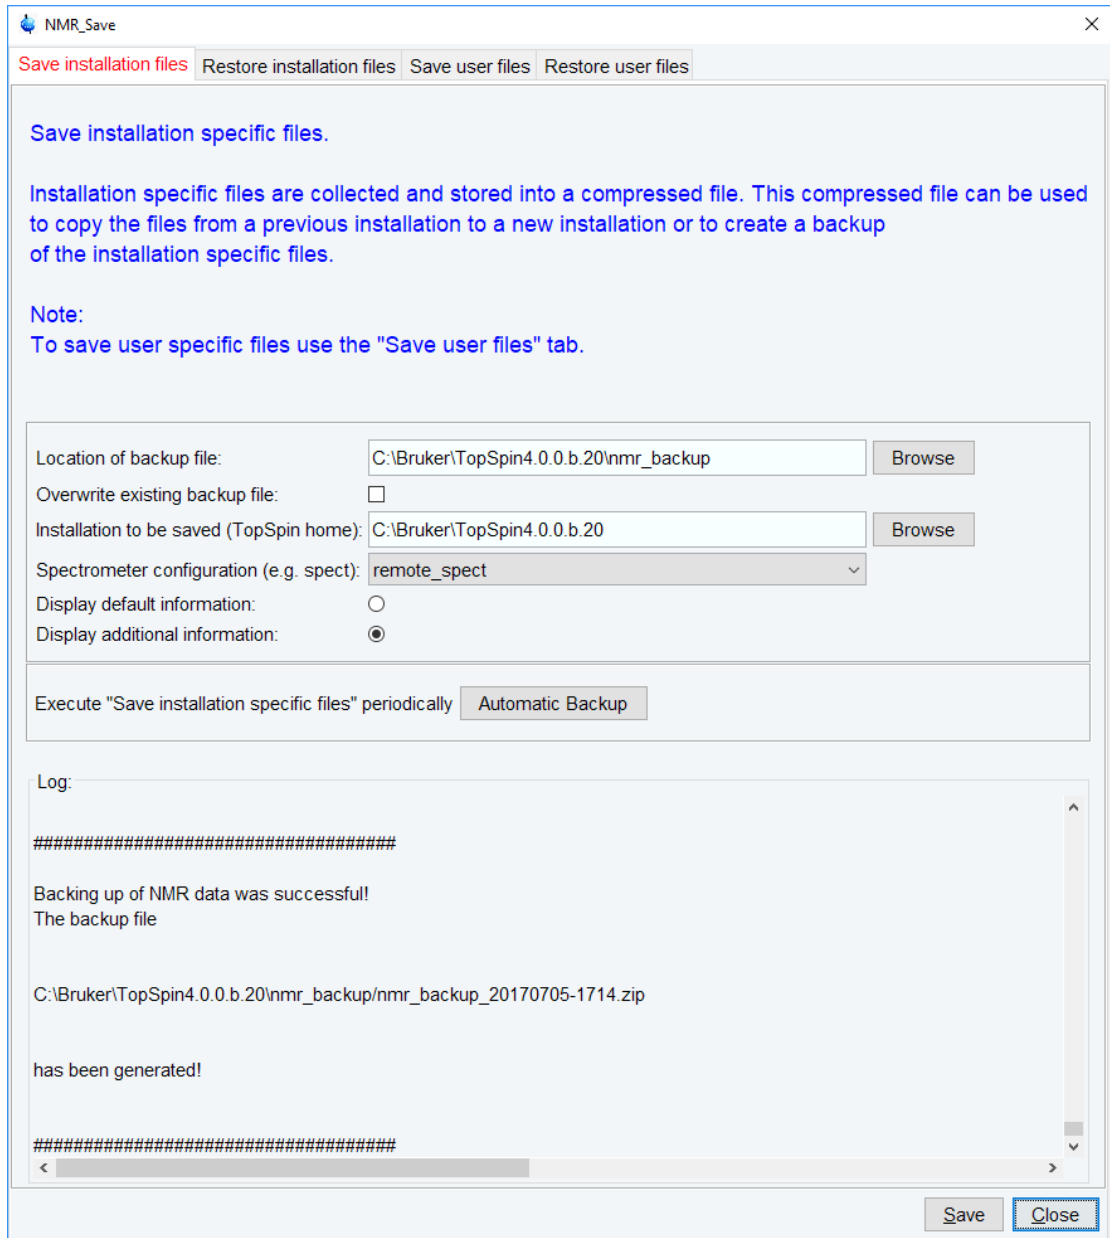 NMR_Save
Save installation files Restore installation files Save user files Restore user files
Save installation specific files.
Installation specific files are collected and stored into a compressed file. This compressed file can be used
to copy the files from a previous installation to a new installation or to create a backup
of the installation specific files.
Note:
To save user specific files use the "Save user files" tab.
Location of backup file: C:\Bruker\TopSpin4.0.0.b.20\nmr_backup Browse
Overwrite existing backup file:
Installation to be saved (TopSpin home): C:\Bruker\TopSpin4.0.0.b.20 Browse
Spectrometer configuration (e.g. spect): remote_spect
Display default information:
Display additional information:
Execute "Save installation specific files" periodically Automatic Backup
Log:
####################################
Backing up of NMR data was successful!
The backup file
C:\Bruker\TopSpin4.0.0.b.20\nmr_backup/nmr_backup_20170705-1714.zip
has been generated!
####################################
Save Close